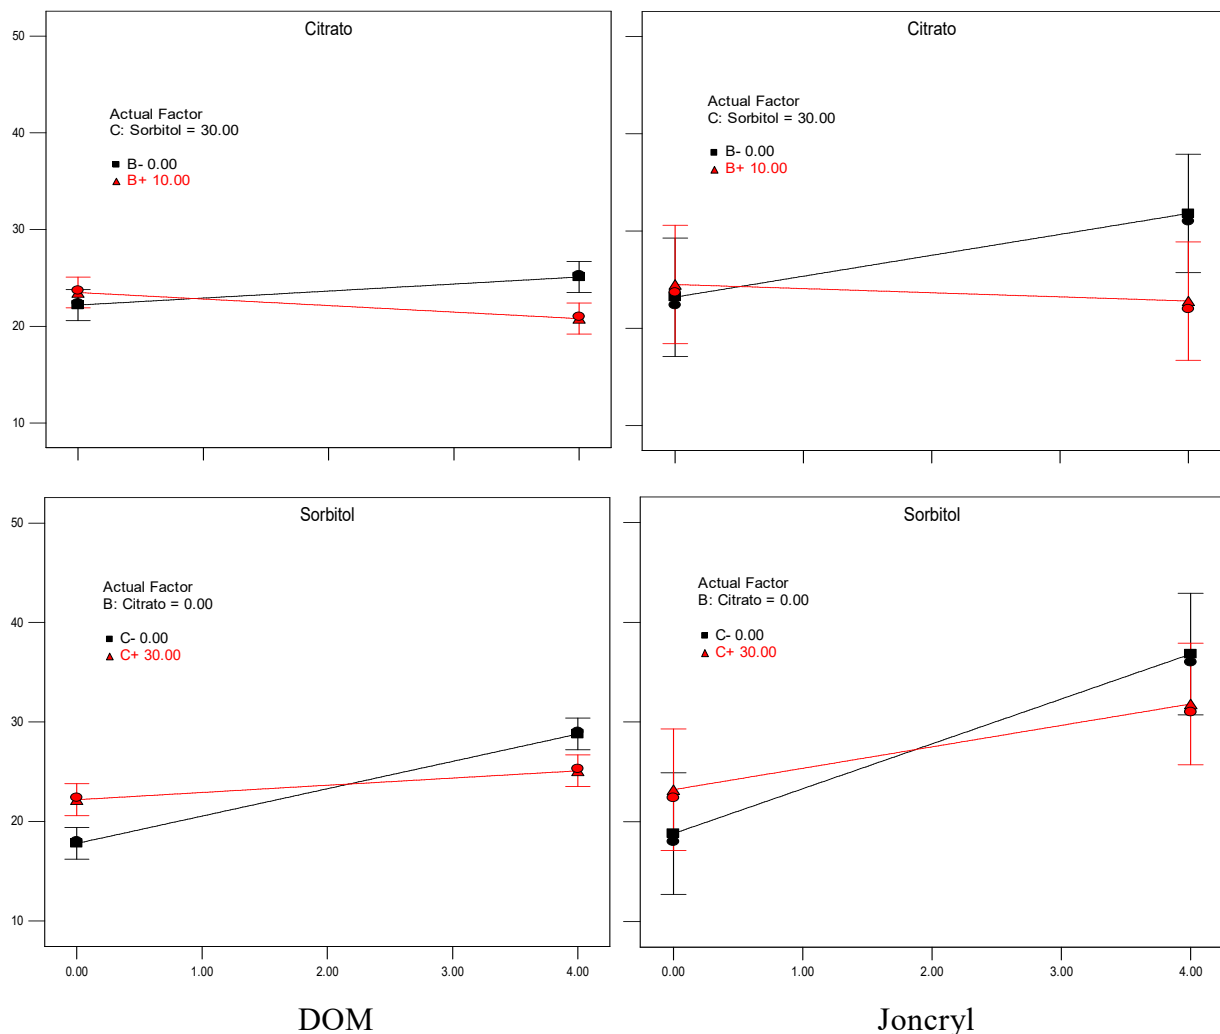 Citrato
50
40
30
20
10
Actual Factor
C: Sorbitol = 30.00
B- 0.00
B+ 10.00
Citrato
Actual Factor
C: Sorbitol = 30.00
B- 0.00
B+ 10.00
Sorbitol
50
40
30
20
10
Actual Factor
B: Citrato = 0.00
C- 0.00
C+ 30.00
0.00 1.00 2.00 3.00 4.00
DOM
Sorbitol
Actual Factor
B: Citrato = 0.00
C- 0.00
C+ 30.00
0.00 1.00 2.00 3.00 4.00
Joncryl